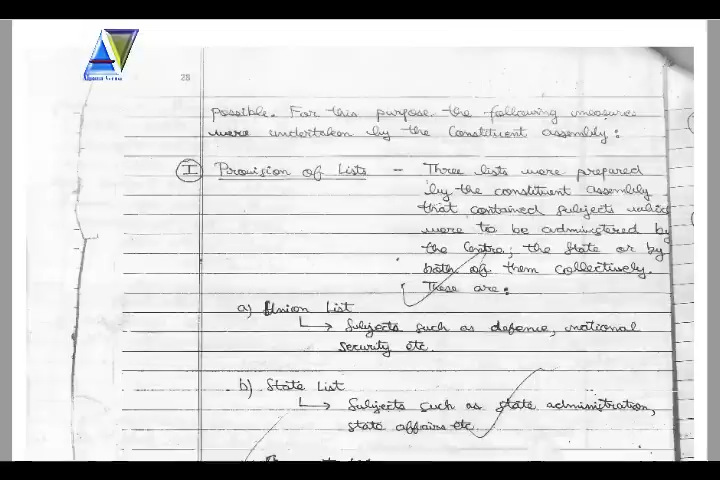 28
possible. For this purpose the following measures
were undertaken by the Constituent assembly:
I Provision of Lists - Three lists were prepared
by the constituent assembly
that contained subjects which
were to be administered by
the Centre; the State or by
both of them collectively.
These are:
a) Union List
↳ Subjects such as defence, national
security etc.
b) State List
↳ Subjects such as state administration,
state affairs etc.